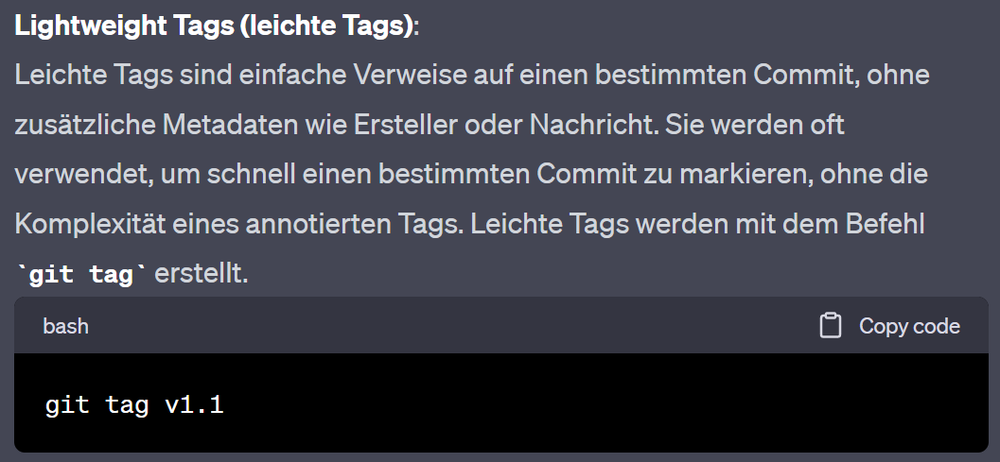 Lightweight Tags (leichte Tags):
Leichte Tags sind einfache Verweise auf einen bestimmten Commit, ohne
zusätzliche Metadaten wie Ersteller oder Nachricht. Sie werden oft
verwendet, um schnell einen bestimmten Commit zu markieren, ohne die
Komplexität eines annotierten Tags. Leichte Tags werden mit dem Befehl
`git tag` erstellt.
bash Copy code
git tag v1.1